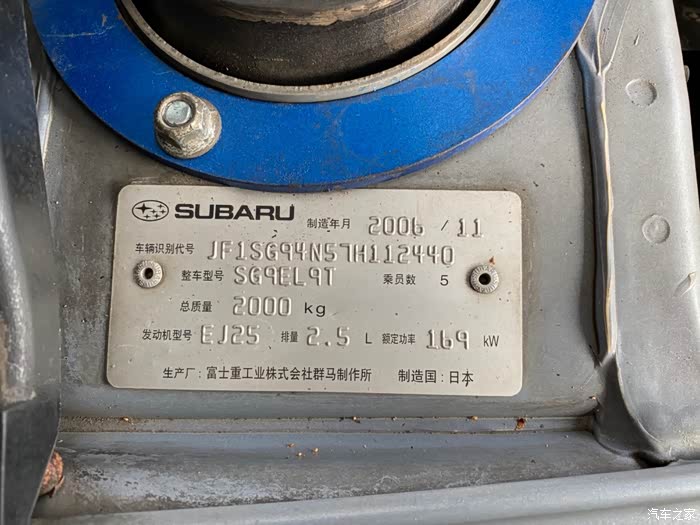 SUBARU 制造年月 2006 / 11
车辆识别代号 JF1SG94N57H112440
整车型号 SG9EL9T 乘员数 5
总质量 2000 kg
发动机型号 EJ25 排量 2.5 L 额定功率 169 kW
生产厂：富士重工业株式会社群马制作所 制造国：日本
汽车之家